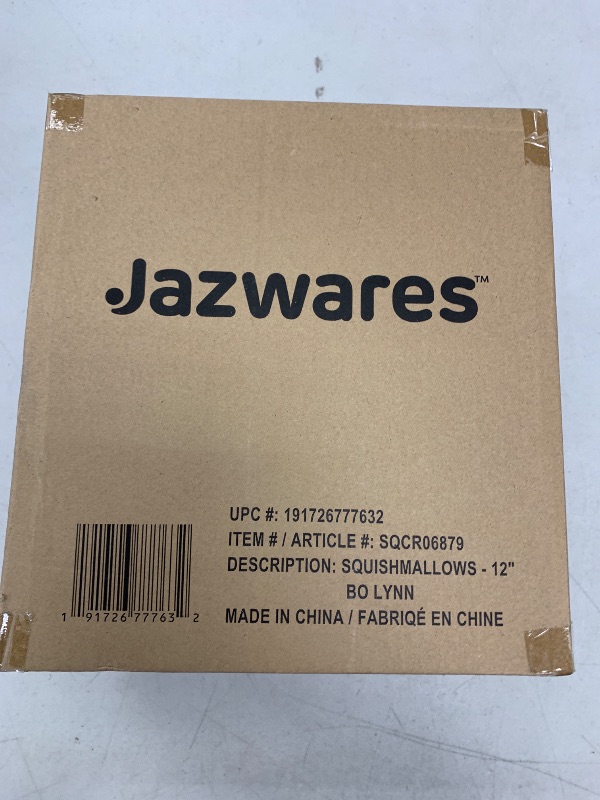 Jazwares™
UPC #: 191726777632
ITEM # / ARTICLE #: SQCR06879
DESCRIPTION: SQUISHMALLOWS - 12"
BO LYNN
MADE IN CHINA / FABRIQÉ EN CHINE
1 91726 77763 2